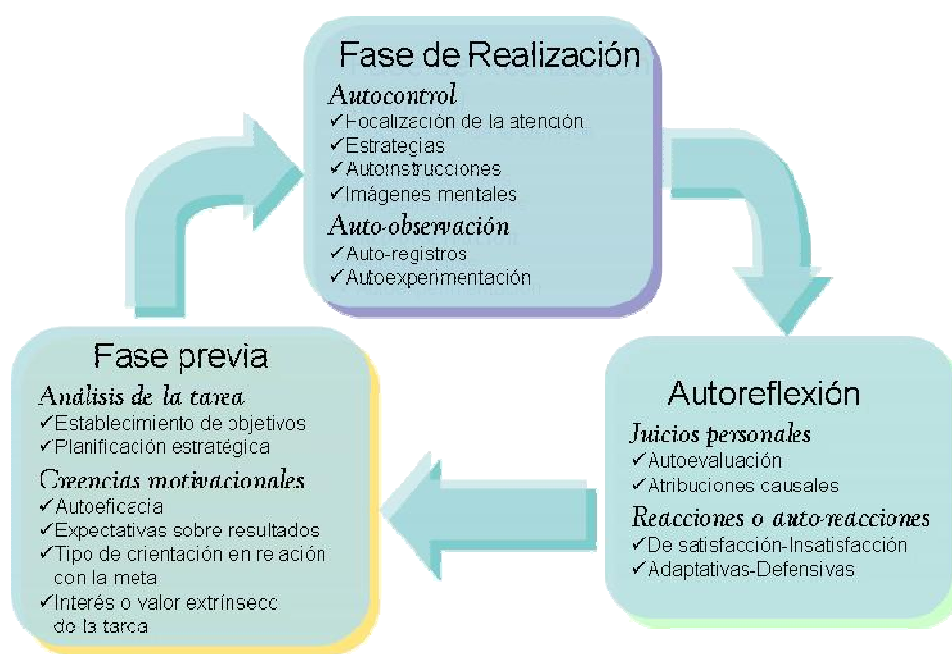 Fase de Realización
Autocontrol
✓Focalización de la atención
✓Estrategias
✓Autoinstrucciones
✓Imágenes mentales
Auto-observación
✓Auto-registros
✓Autoexperimentación
Fase previa
Análisis de la tarea
✓Establecimiento de objetivos
✓Planificación estratégica
Creencias motivacionales
✓Autoeficacia
✓Expectativas sobre resultados
✓Tipo de orientación en relación
con la meta
✓Interés o valor extrínseco
de la tarea
Autoreflexión
Juicios personales
✓Autoevaluación
✓Atribuciones causales
Reacciones o auto-reacciones
✓De satisfacción-Insatisfacción
✓Adaptativas-Defensivas